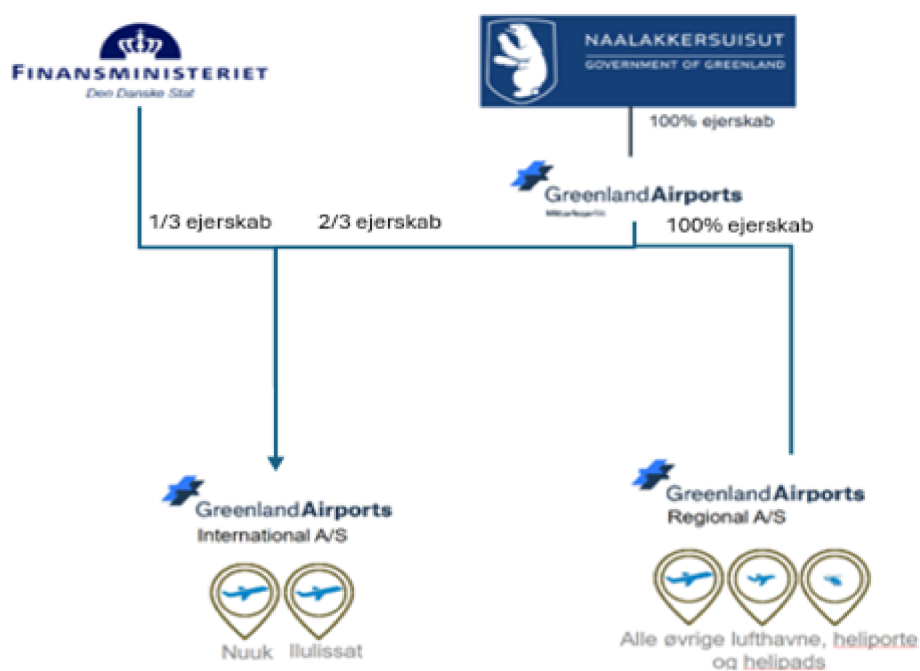 FINANSMINISTERIET
Den Danske Stat
NAALAKKERSUISUT
GOVERNMENT OF GREENLAND
100% ejerskab
GreenlandAirports
1/3 ejerskab
2/3 ejerskab
100% ejerskab
GreenlandAirports
International A/S
Nuuk
Ilulissat
GreenlandAirports
Regional A/S
Alle øvrige lufthavne, heliporte
og helipads